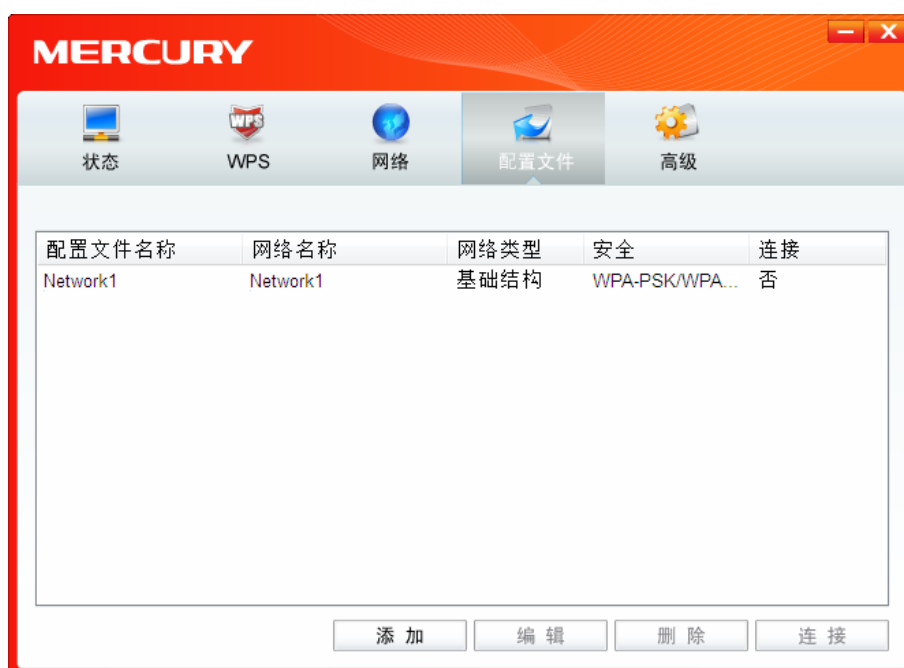 MERCURY
状态 WPS 网络 配置文件 高级
配置文件名称 网络名称 网络类型 安全 连接
Network1 Network1 基础结构 WPA-PSK/WPA... 否
添 加 编 辑 删 除 连 接